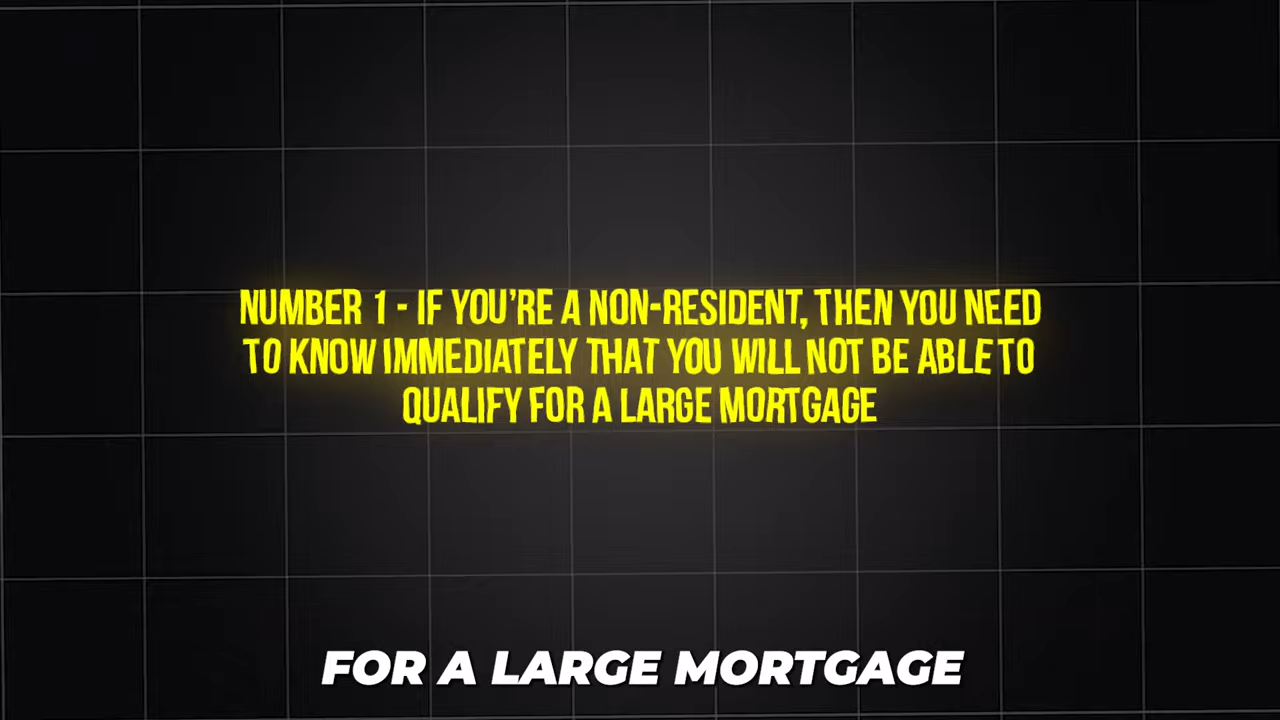 NUMBER 1 - IF YOU'RE A NON-RESIDENT, THEN YOU NEED
TO KNOW IMMEDIATELY THAT YOU WILL NOT BE ABLE TO
QUALIFY FOR A LARGE MORTGAGE
FOR A LARGE MORTGAGE